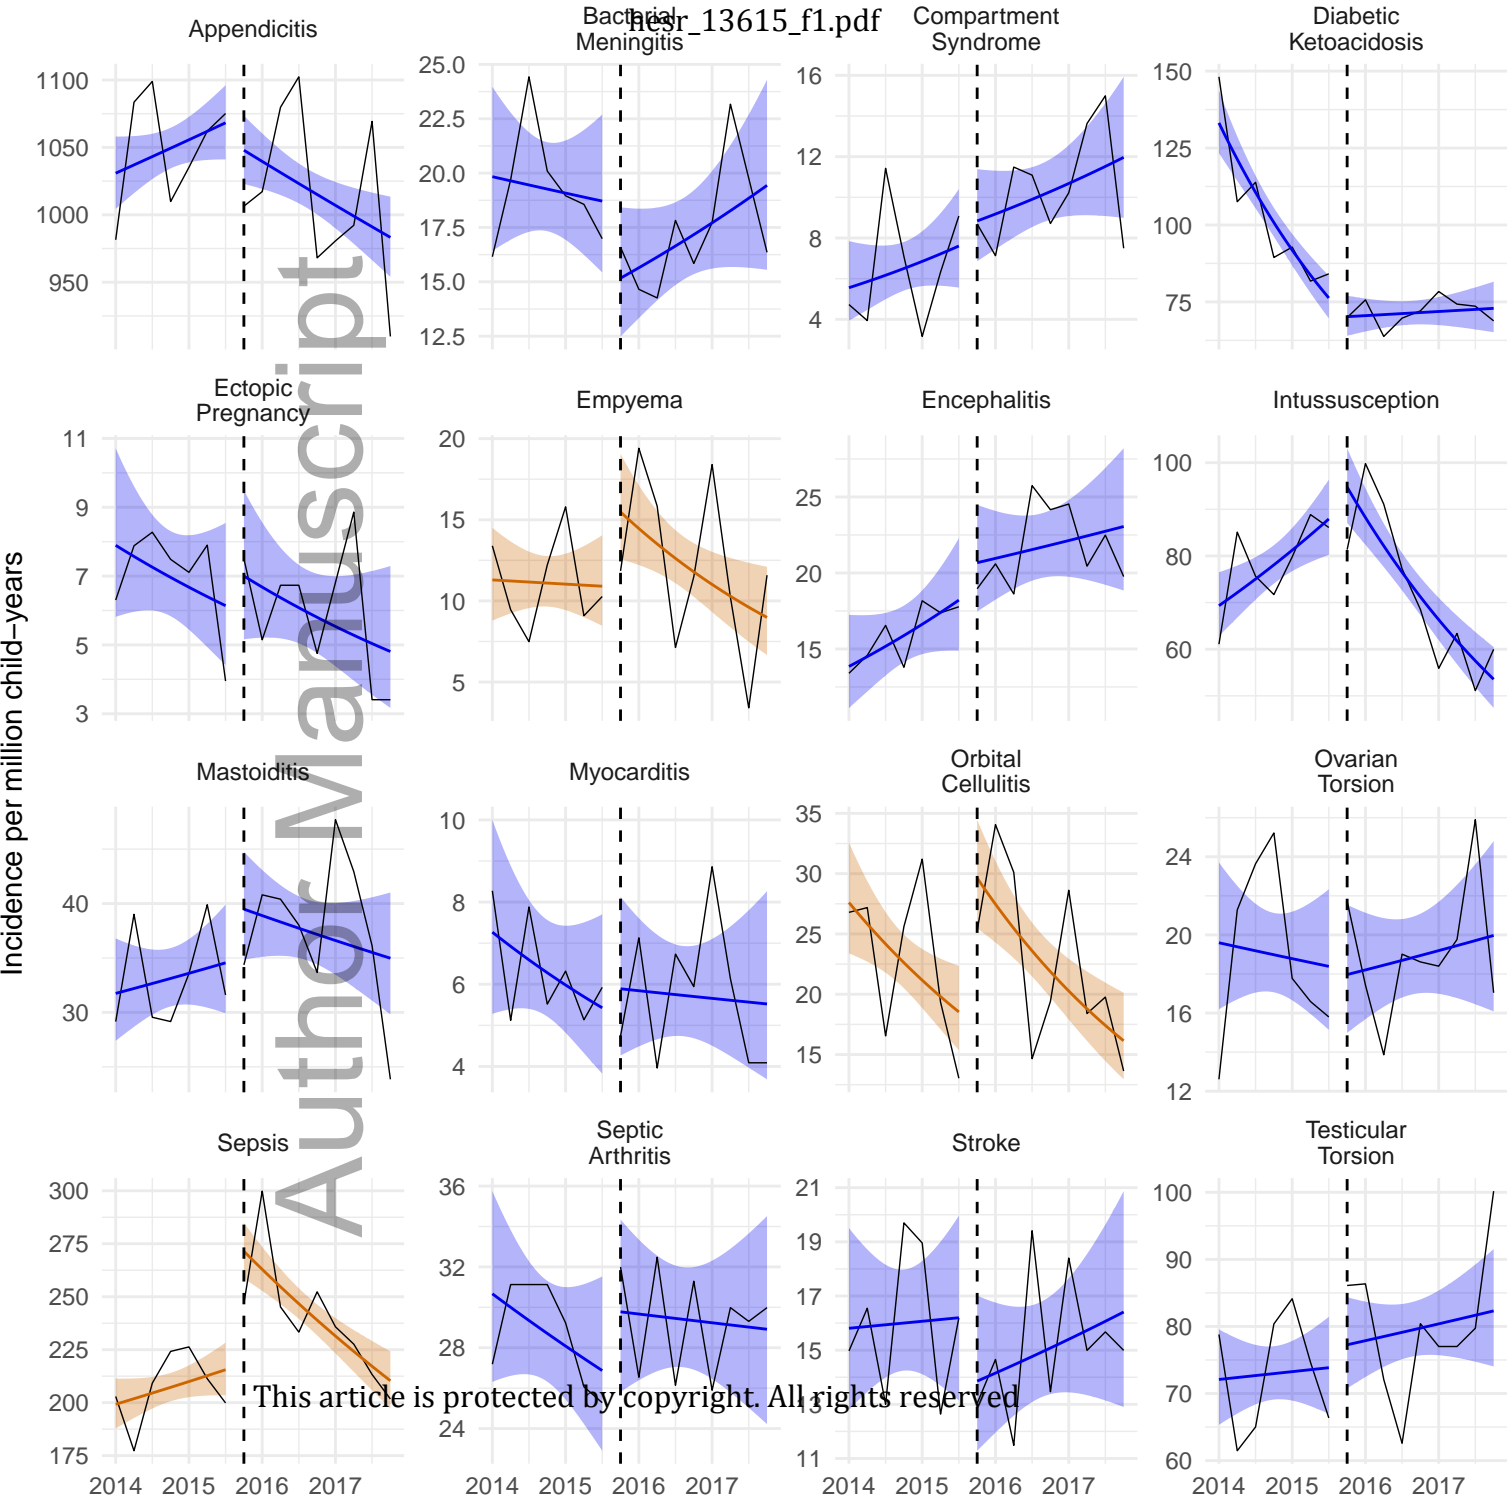 hesr_13615_f1.pdf
Appendicitis
Bacterial
Meningitis
Compartment
Syndrome
Diabetic
Ketoacidosis
1100
1050
1000
950
25.0
22.5
20.0
17.5
15.0
12.5
16
12
8
4
150
125
100
75
Ectopic
Pregnancy
Empyema
Encephalitis
Intussusception
11
9
7
5
3
20
15
10
5
25
20
15
100
80
60
Mastoiditis
Myocarditis
Orbital
Cellulitis
Ovarian
Torsion
40
30
10
8
6
4
35
30
25
20
15
24
20
16
12
Sepsis
Septic
Arthritis
Stroke
Testicular
Torsion
300
275
250
225
200
175
36
32
28
24
21
19
17
15
13
11
100
90
80
70
60
2014 2015 2016 2017
2014 2015 2016 2017
2014 2015 2016 2017
2014 2015 2016 2017
Incidence per million child−years
Author Manuscript
This article is protected by copyright. All rights reserved